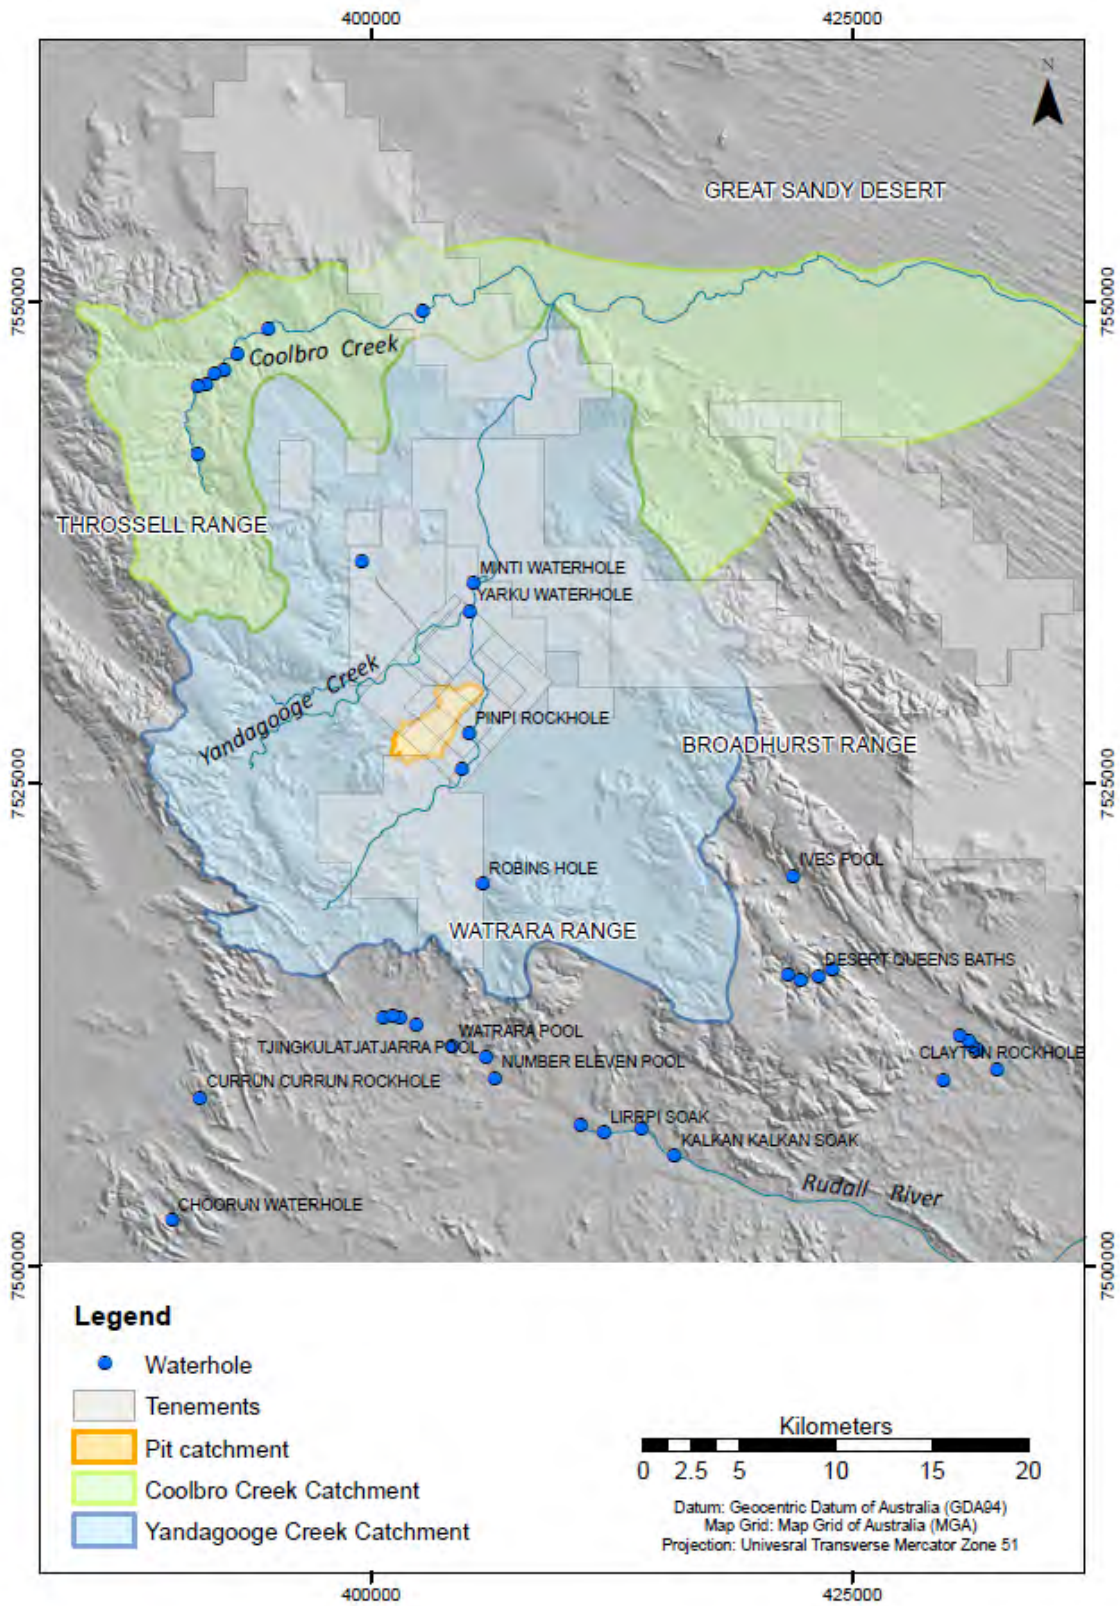 400000
425000
N
GREAT SANDY DESERT
7550000
7550000
Coolbro Creek
THROSSELL RANGE
MINTI WATERHOLE
YARKU WATERHOLE
Yandagooge Creek
PINPI ROCKHOLE
BROADHURST RANGE
7525000
7525000
IVES POOL
ROBINS HOLE
WATRARA RANGE
DESERT QUEENS BATHS
WATRARA POOL
TJINGKULATJATJARRA POOL
CLAYTON ROCKHOLE
NUMBER ELEVEN POOL
CURRUN CURRUN ROCKHOLE
LIRRPI SOAK
KALKAN KALKAN SOAK
Rudall River
CHOORUN WATERHOLE
7500000
7500000
Legend
Waterhole
Tenements
Pit catchment
Coolbro Creek Catchment
Yandagooge Creek Catchment
Kilometers
0 2.5 5 10 15 20
Datum: Geocentric Datum of Australia (GDA94)
Map Grid: Map Grid of Australia (MGA)
Projection: Univesral Transverse Mercator Zone 51
400000
425000